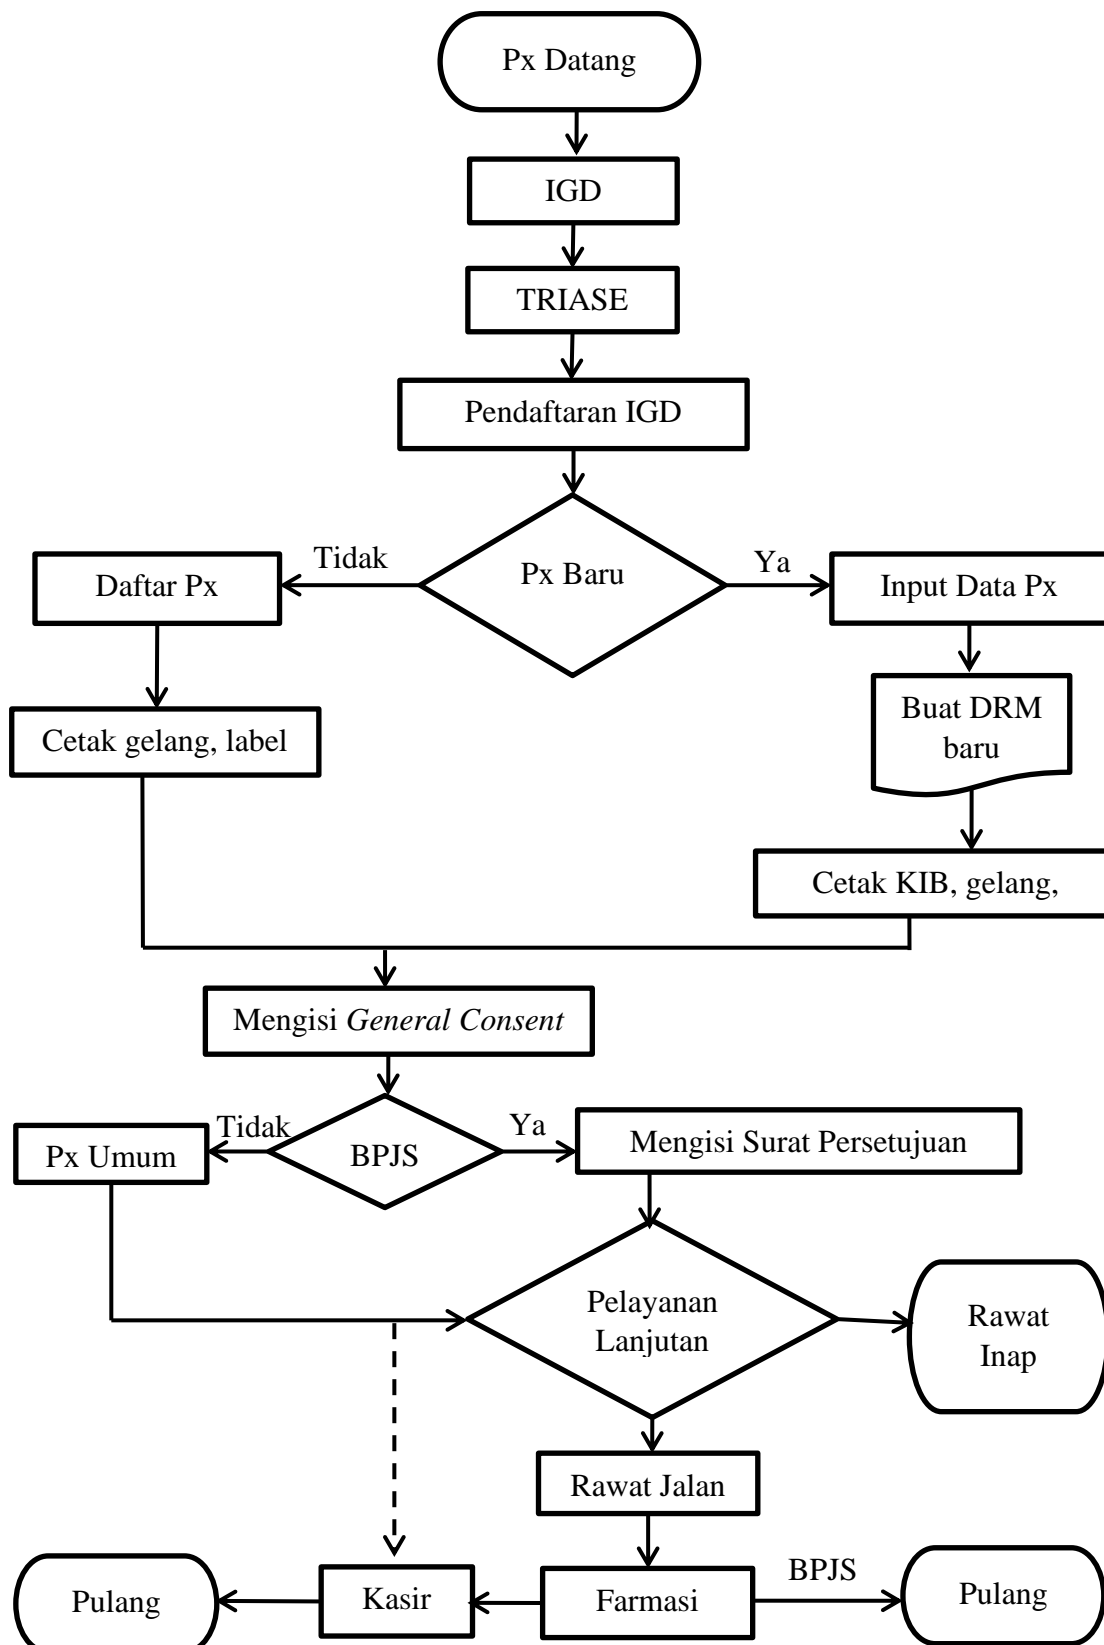 Px Datang
IGD
TRIASE
Pendaftaran IGD
Px Baru
Tidak
Ya
Daftar Px
Input Data Px
Cetak gelang, label
Buat DRM
baru
Cetak KIB, gelang,
Mengisi General Consent
BPJS
Tidak
Ya
Px Umum
Mengisi Surat Persetujuan
Pelayanan
Lanjutan
Rawat
Inap
Rawat Jalan
Farmasi
BPJS
Kasir
Pulang
Pulang